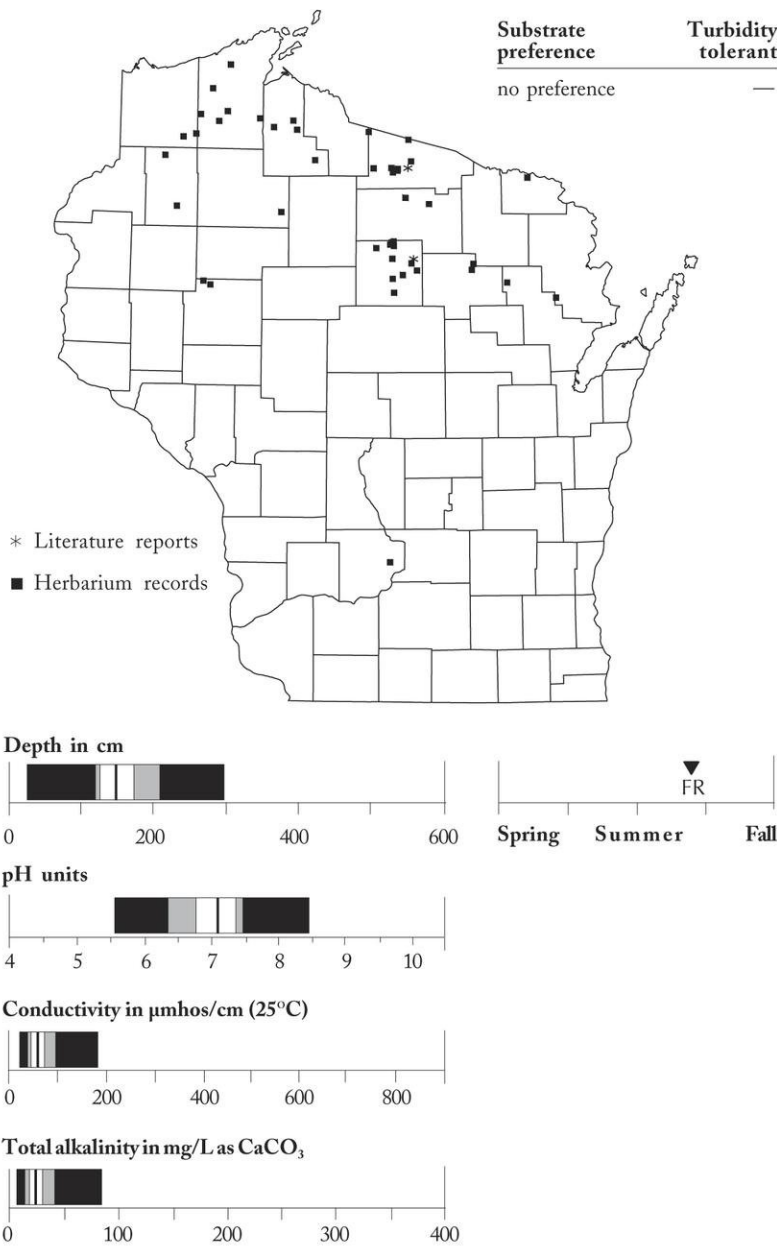 Substrate preference
Turbidity tolerant
no preference
—
* Literature reports
■ Herbarium records
Depth in cm
0 200 400 600
FR
Spring Summer Fall
pH units
4 5 6 7 8 9 10
Conductivity in µmhos/cm (25°C)
0 200 400 600 800
Total alkalinity in mg/L as CaCO₃
0 100 200 300 400